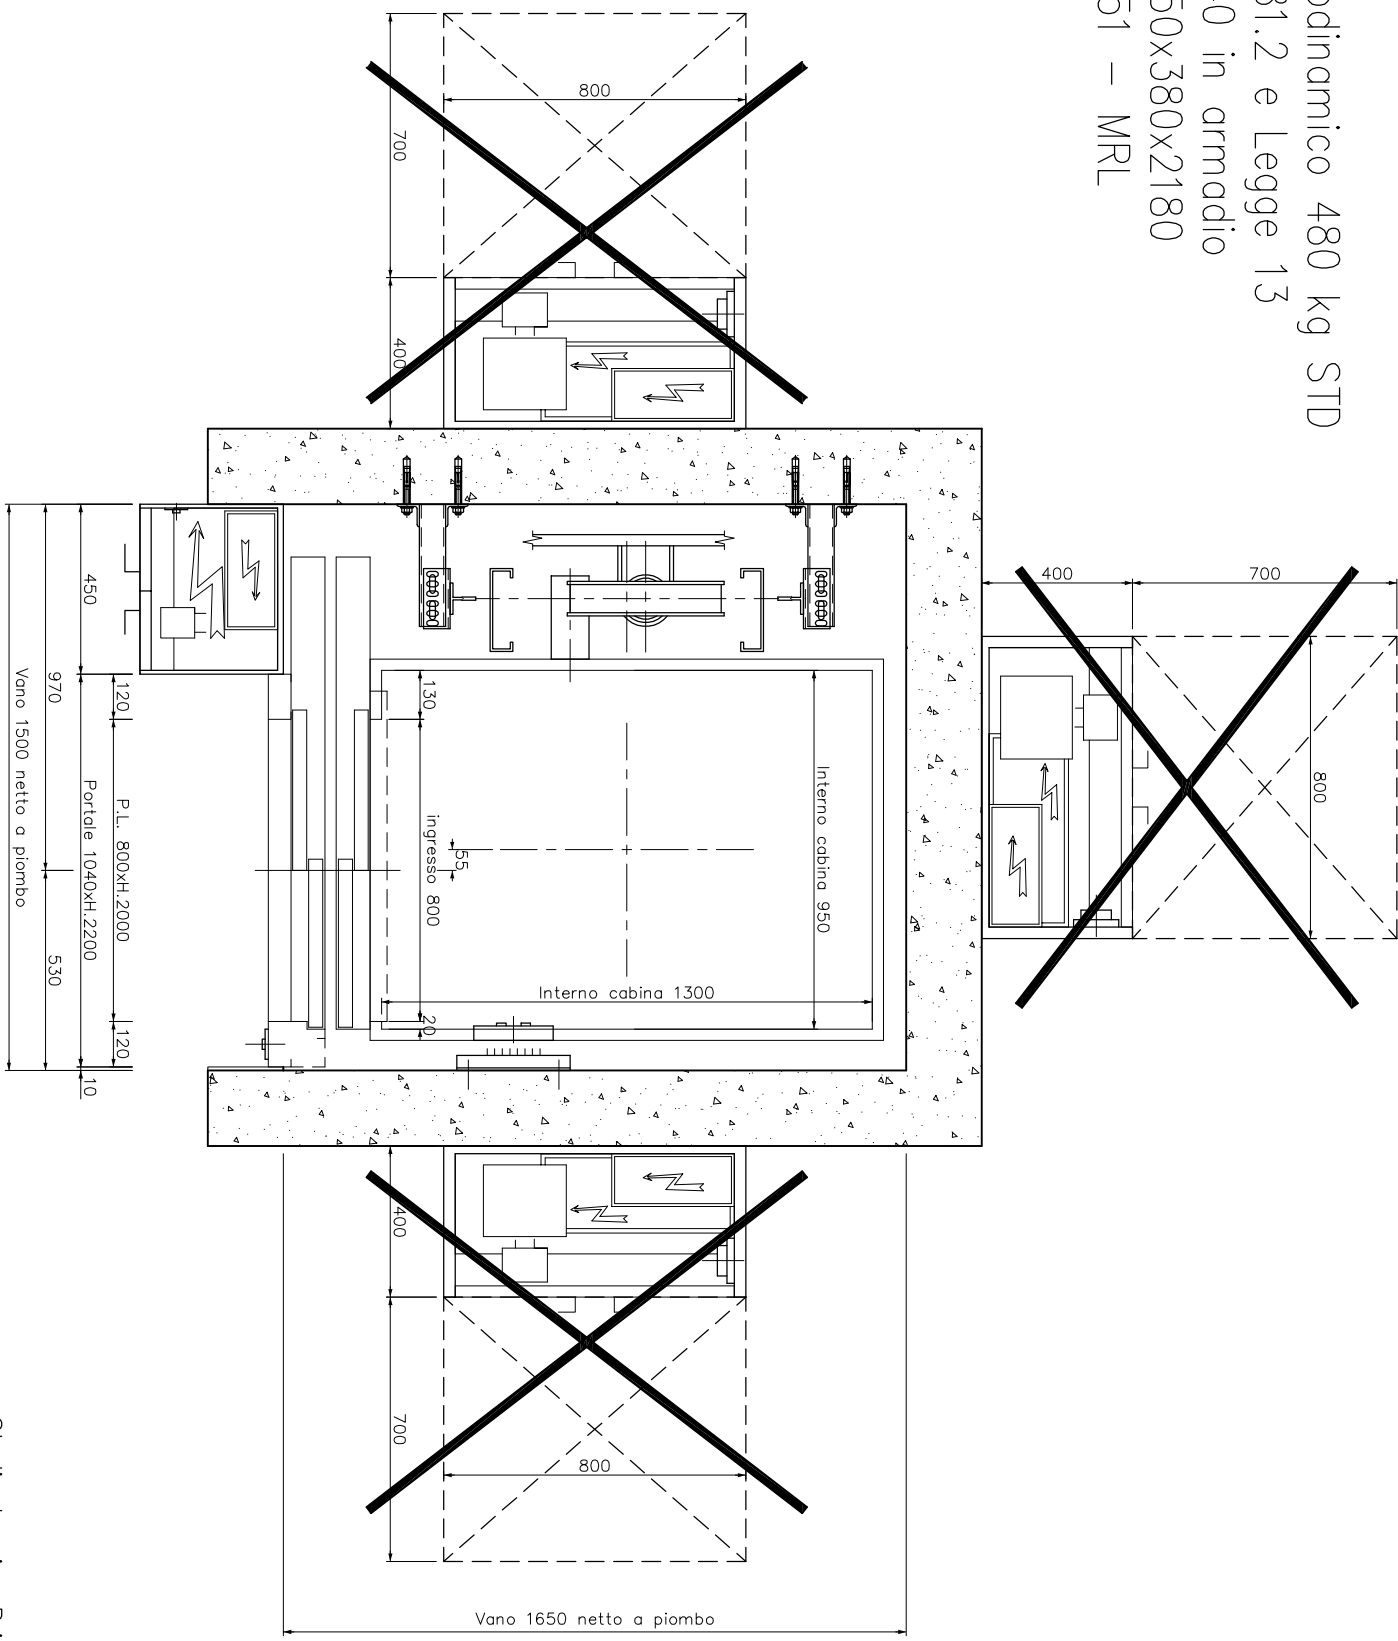 odinamico 480 kg STD
81.2 e Legge 13
0 in armadio
50x380x2180
51 - MRL
700
800
400
400
700
800
450
970
Vano 1500 netto a piombo
120
P.L. 800xH.2000
Portale 1040xH.2200
530
120
10
130
ingresso 800
55
20
Interno cabina 950
Interno cabina 1300
400
700
800
Vano 1650 netto a piombo